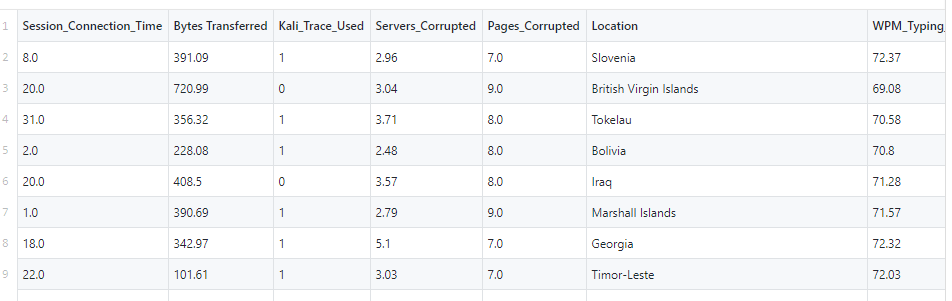 1 Session_Connection_Time Bytes Transferred Kali_Trace_Used Servers_Corrupted Pages_Corrupted Location WPM_Typing_
2 8.0 391.09 1 2.96 7.0 Slovenia 72.37
3 20.0 720.99 0 3.04 9.0 British Virgin Islands 69.08
4 31.0 356.32 1 3.71 8.0 Tokelau 70.58
5 2.0 228.08 1 2.48 8.0 Bolivia 70.8
6 20.0 408.5 0 3.57 8.0 Iraq 71.28
7 1.0 390.69 1 2.79 9.0 Marshall Islands 71.57
8 18.0 342.97 1 5.1 7.0 Georgia 72.32
9 22.0 101.61 1 3.03 7.0 Timor-Leste 72.03